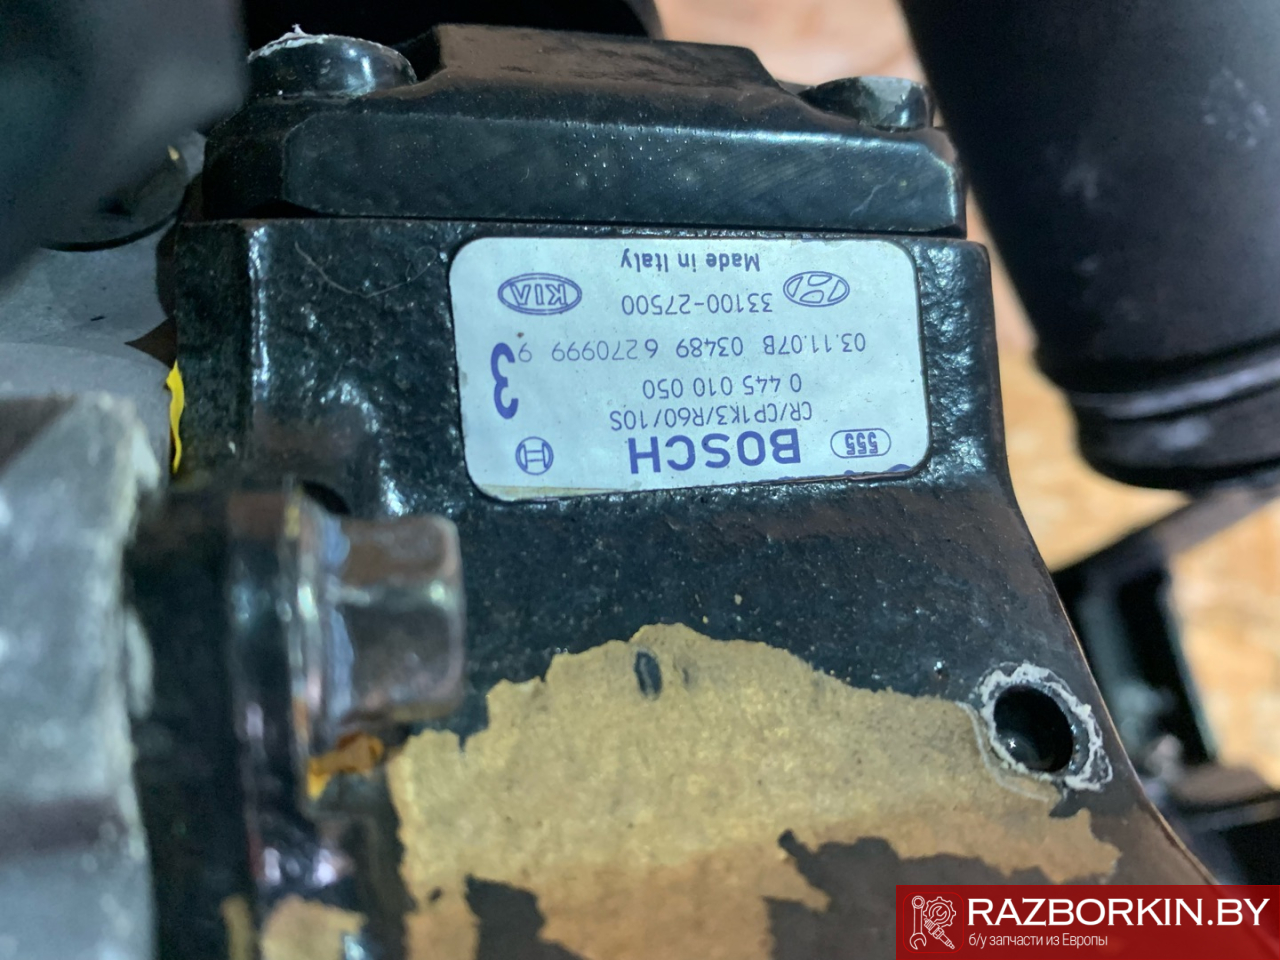 555 BOSCH
CR/CP1K3/R60/10S
0 445 010 050
3
03.11.07B 03489 6270999 9
33100-27500
KIA
Made in Italy
RAZBORKIN.BY
б/у запчасти из Европы